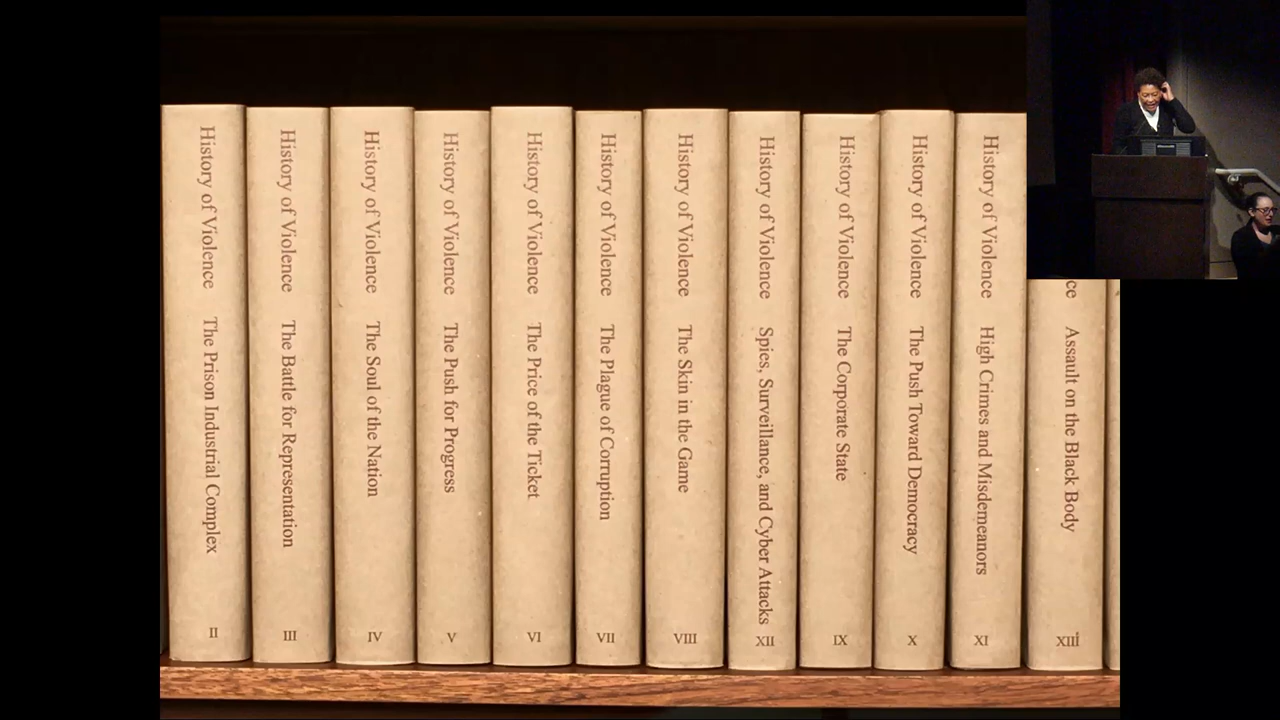 History of Violence The Prison Industrial Complex II
History of Violence The Battle for Representation III
History of Violence The Soul of the Nation IV
History of Violence The Push for Progress V
History of Violence The Price of the Ticket VI
History of Violence The Plague of Corruption VII
History of Violence The Skin in the Game VIII
History of Violence Spies, Surveillance, and Cyber Attacks XII
History of Violence The Corporate State IX
History of Violence The Push Toward Democracy X
History of Violence High Crimes and Misdemeanors XI
ce Assault on the Black Body XIII